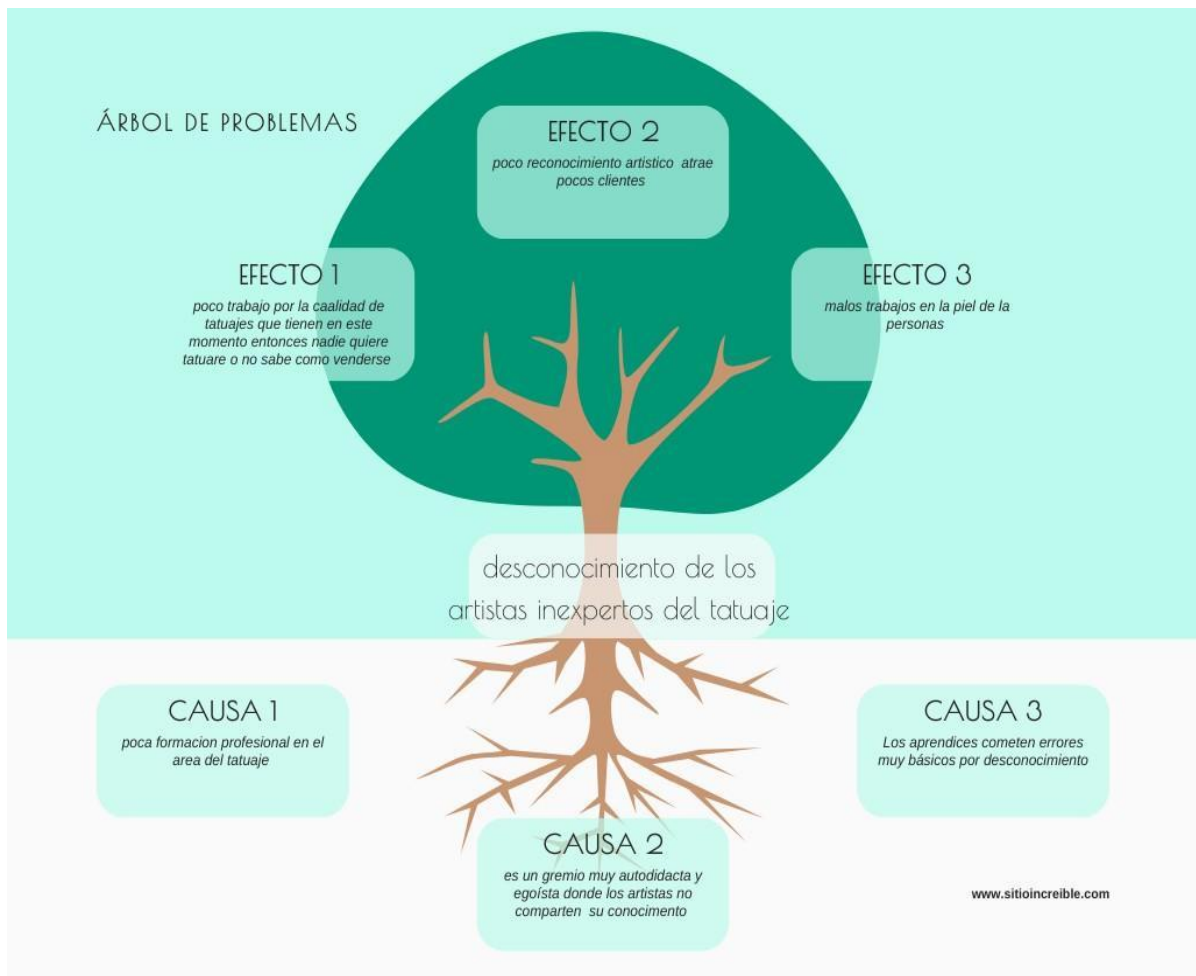 ÁRBOL DE PROBLEMAS
EFECTO 2
poco reconocimiento artistico atrae
pocos clientes
EFECTO 1
poco trabajo por la caalidad de
tatuajes que tienen en este
momento entonces nadie quiere
tatuare o no sabe como venderse
EFECTO 3
malos trabajos en la piel de la
personas
desconocimiento de los
artistas inexpertos del tatuaje
CAUSA 1
poca formacion profesional en el
area del tatuaje
CAUSA 2
es un gremio muy autodidacta y
egoísta donde los artistas no
comparten su conocimento
CAUSA 3
Los aprendices cometen errores
muy básicos por desconocimiento
www.sitioincreible.com